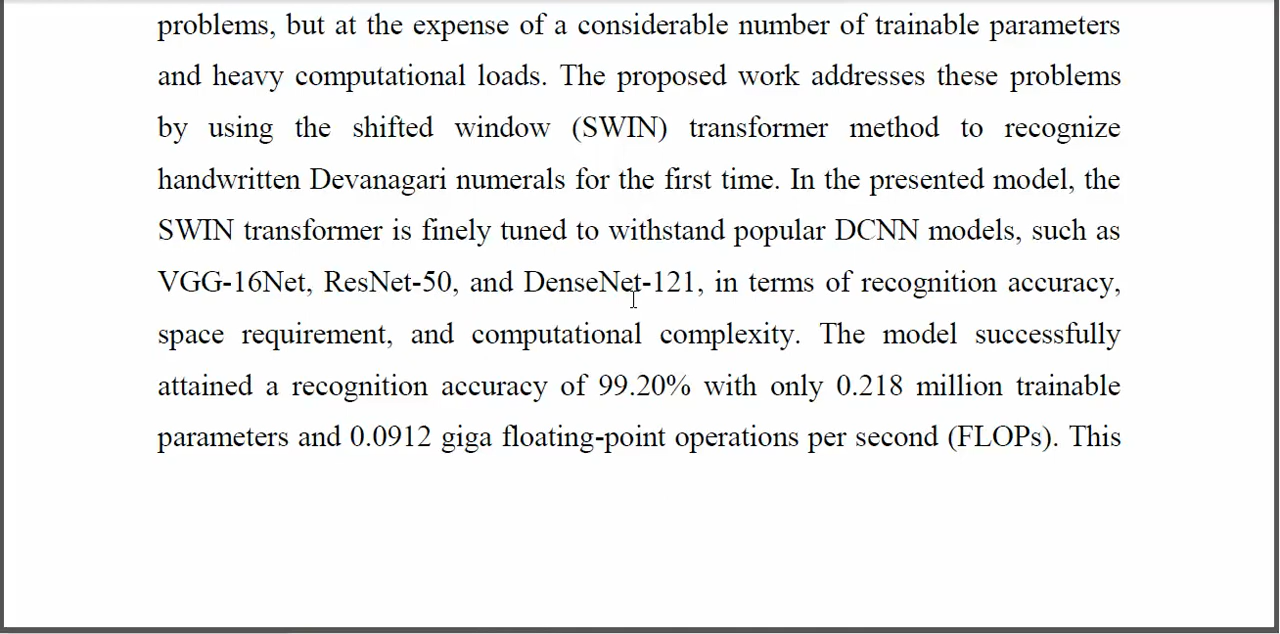 problems, but at the expense of a considerable number of trainable parameters
and heavy computational loads. The proposed work addresses these problems
by using the shifted window (SWIN) transformer method to recognize
handwritten Devanagari numerals for the first time. In the presented model, the
SWIN transformer is finely tuned to withstand popular DCNN models, such as
VGG-16Net, ResNet-50, and DenseNet-121, in terms of recognition accuracy,
space requirement, and computational complexity. The model successfully
attained a recognition accuracy of 99.20% with only 0.218 million trainable
parameters and 0.0912 giga floating-point operations per second (FLOPs). This